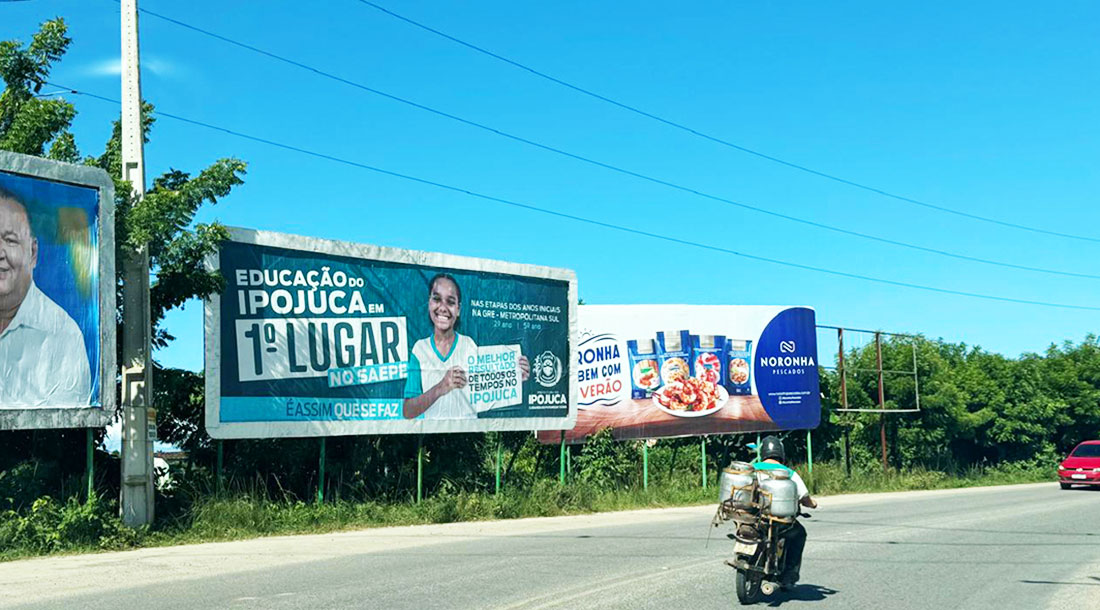 EDUCAÇÃO DO
IPOJUCA EM
1º LUGAR
NO SAEPE
É ASSIM QUE SE FAZ
NAS ETAPAS DOS ANOS INICIAIS
NA GRE - METROPOLITANA SUL
2º ano | 5º ano
O MELHOR
RESULTADO
DE TODOS OS
TEMPOS NO
IPOJUCA
IPOJUCA
NORONHA
BEM COM
VERÃO
NORONHA
PESCADOS